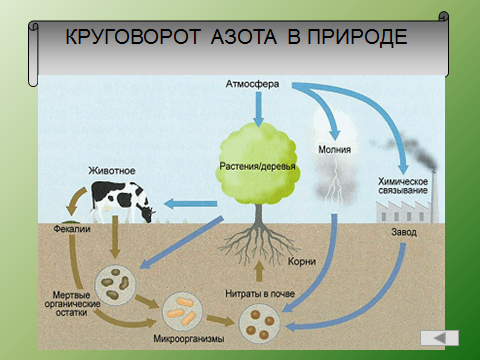 КРУГОВОРОТ АЗОТА В ПРИРОДЕ
Атмосфера
Молния
Животное
Растения/деревья
Химическое
связывание
Фекалии
Завод
Корни
Мертвые
органические
остатки
Нитраты в почве
Микроорганизмы